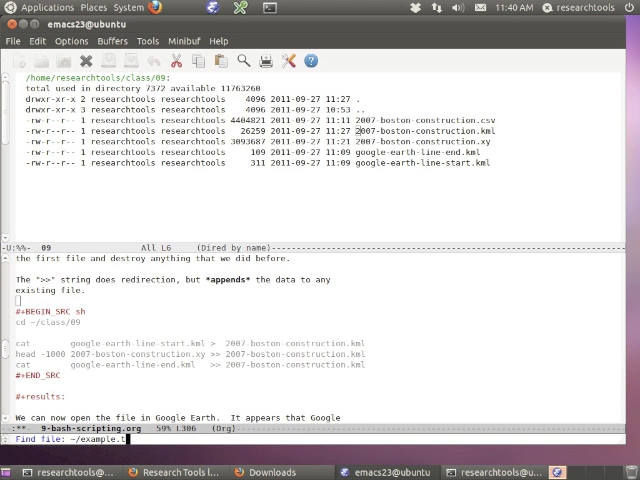 Applications Places System 11:40 AM researchtools
emacs23@ubuntu
File Edit Options Buffers Tools Minibuf Help
/home/researchtools/class/09:
total used in directory 7372 available 11763260
drwxr-xr-x 2 researchtools researchtools 4096 2011-09-27 11:27 .
drwxr-xr-x 3 researchtools researchtools 4096 2011-09-27 10:53 ..
-rw-r--r-- 1 researchtools researchtools 4404821 2011-09-27 11:11 2007-boston-construction.csv
-rw-r--r-- 1 researchtools researchtools 26259 2011-09-27 11:27 2007-boston-construction.kml
-rw-r--r-- 1 researchtools researchtools 3093687 2011-09-27 11:21 2007-boston-construction.xy
-rw-r--r-- 1 researchtools researchtools 109 2011-09-27 11:09 google-earth-line-end.kml
-rw-r--r-- 1 researchtools researchtools 311 2011-09-27 11:09 google-earth-line-start.kml
-U:%%- 09 All L6 (Dired by name)
the first file and destroy anything that we did before.
The ">>" string does redirection, but *appends* the data to any
existing file.
#+BEGIN_SRC sh
cd ~/class/09
cat google-earth-line-start.kml > 2007-boston-construction.kml
head -1000 2007-boston-construction.xy >> 2007-boston-construction.kml
cat google-earth-line-end.kml >> 2007-boston-construction.kml
#+END_SRC
#+results:
We can now open the file in Google Earth. It appears that Google
-:**- 9-bash-scripting.org 59% L306 (Org)
Find file: ~/example.t
researchtools@... Research Tools l... Downloads emacs23@ubuntu researchtools@u...